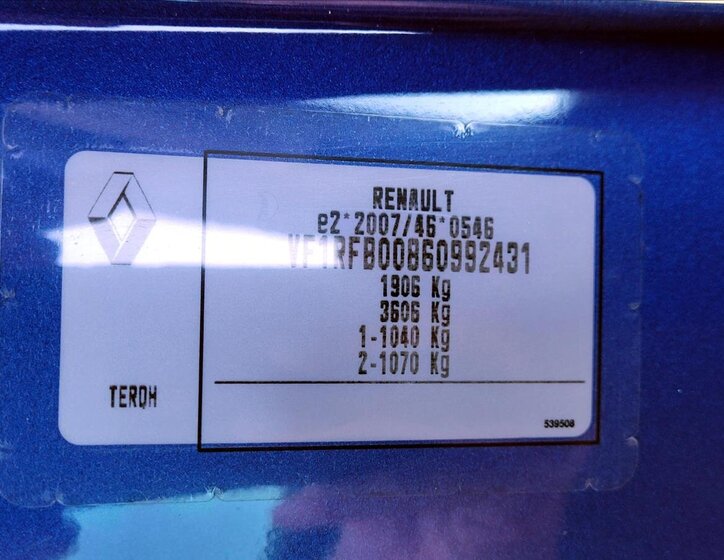 RENAULT
e2*2007/46*0546
VF1RFB00860992431
1906 Kg
3606 Kg
1-1040 Kg
2-1070 Kg
TERQH
539508